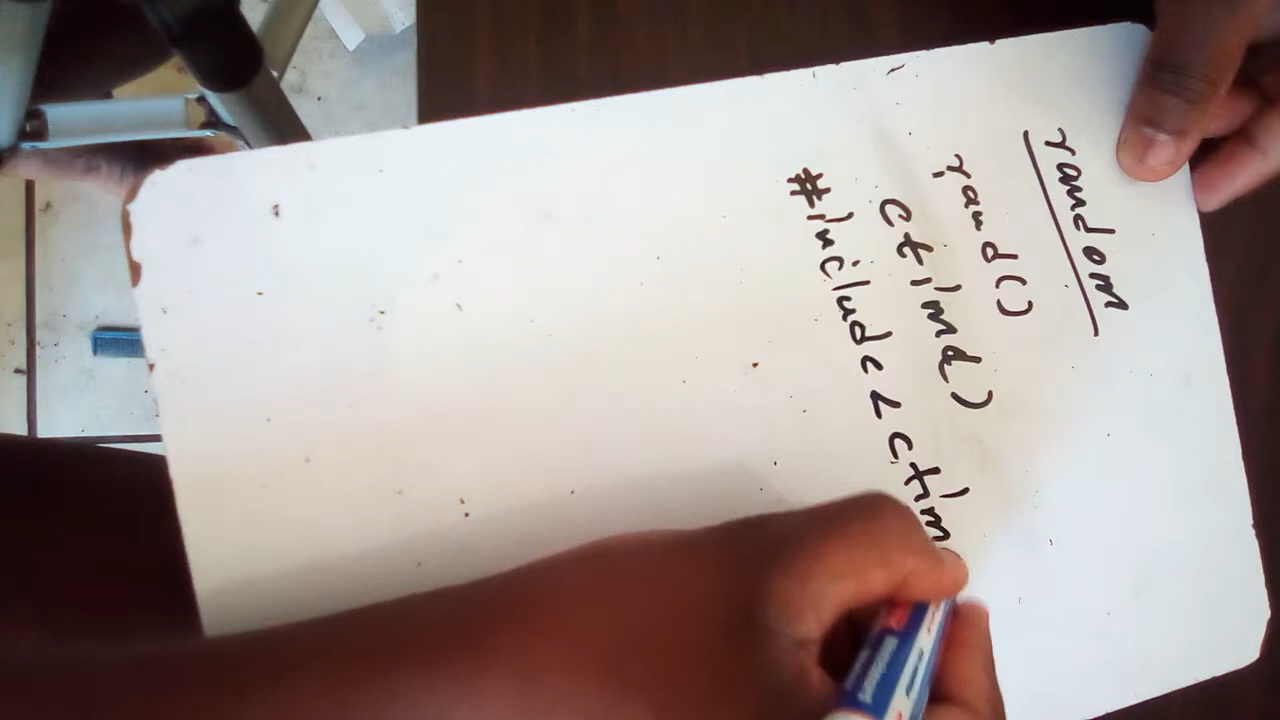 random
rand()
ctime)
#include <ctim